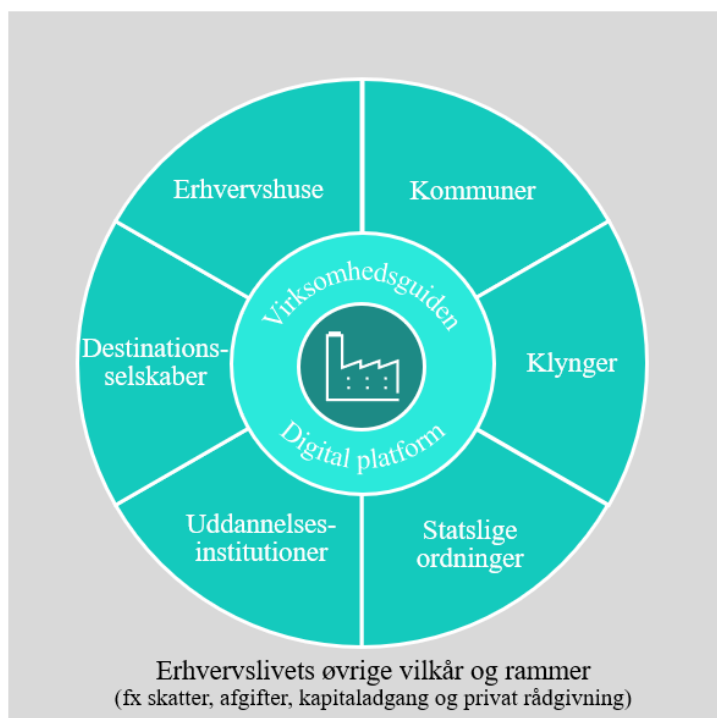 Erhvervshuse
Kommuner
Virksomhedsguiden
Destinations-
selskaber
Klynger
Digital platform
Uddannelses-
institutioner
Statslige
ordninger
Erhvervslivets øvrige vilkår og rammer
(fx skatter, afgifter, kapitaladgang og privat rådgivning)